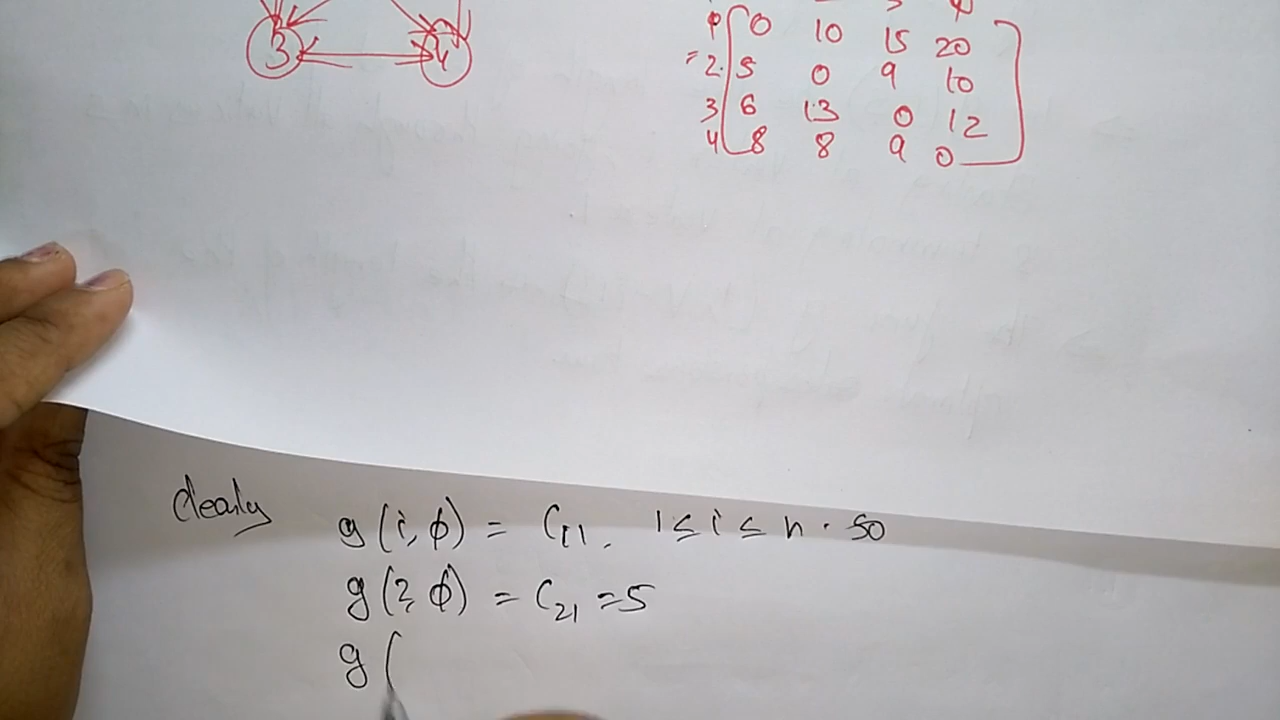 3 4
1 0 10 15 20
2 5 0 9 10
3 6 13 0 12
4 8 8 9 0
clearly g(i,φ) = Ci1, 1≤i≤n. so
g(2,φ) = C21 = 5
g(